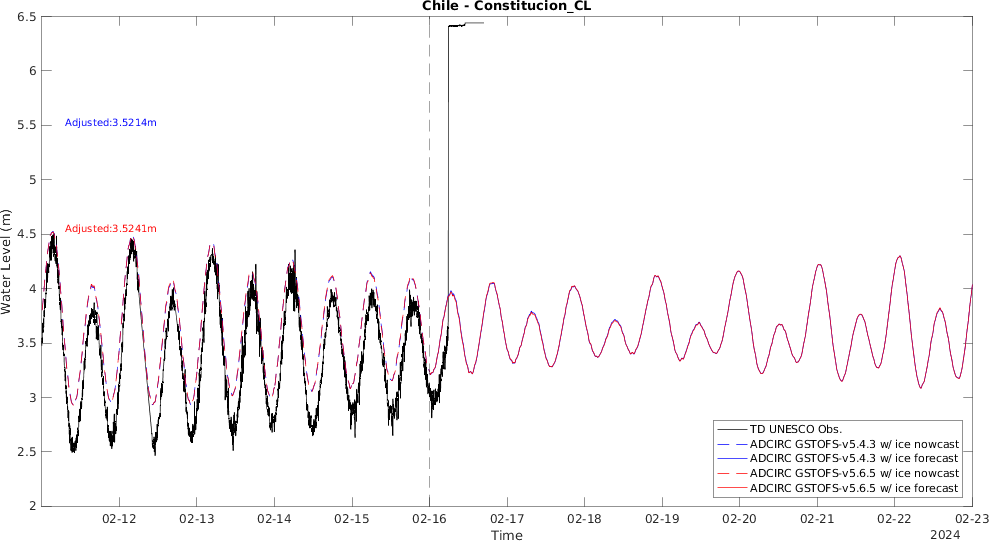 Chile - Constitucion_CL
6.5
6
5.5
5
4.5
4
3.5
3
2.5
2
Water Level (m)
Adjusted:3.5214m
Adjusted:3.5241m
TD UNESCO Obs.
ADCIRC GSTOFS-v5.4.3 w/ ice nowcast
ADCIRC GSTOFS-v5.4.3 w/ ice forecast
ADCIRC GSTOFS-v5.6.5 w/ ice nowcast
ADCIRC GSTOFS-v5.6.5 w/ ice forecast
02-12 02-13 02-14 02-15 02-16 02-17 02-18 02-19 02-20 02-21 02-22 02-23
Time
2024